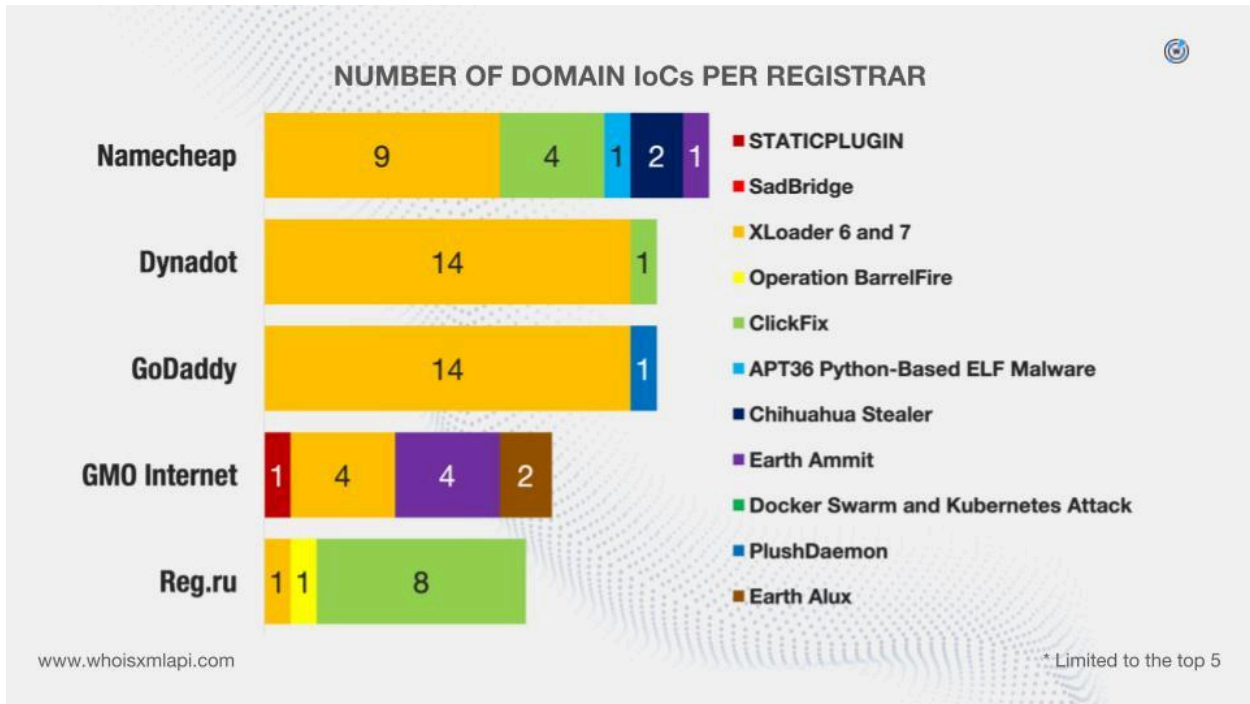 NUMBER OF DOMAIN IoCs PER REGISTRAR
Namecheap
9 4 1 2 1
Dynadot
14 1
GoDaddy
14 1
GMO Internet
1 4 4 2
Reg.ru
1 1 8
STATICPLUGIN
SadBridge
XLoader 6 and 7
Operation BarrelFire
ClickFix
APT36 Python-Based ELF Malware
Chihuahua Stealer
Earth Ammit
Docker Swarm and Kubernetes Attack
PlushDaemon
Earth Alux
www.whoisxmlapi.com
* Limited to the top 5